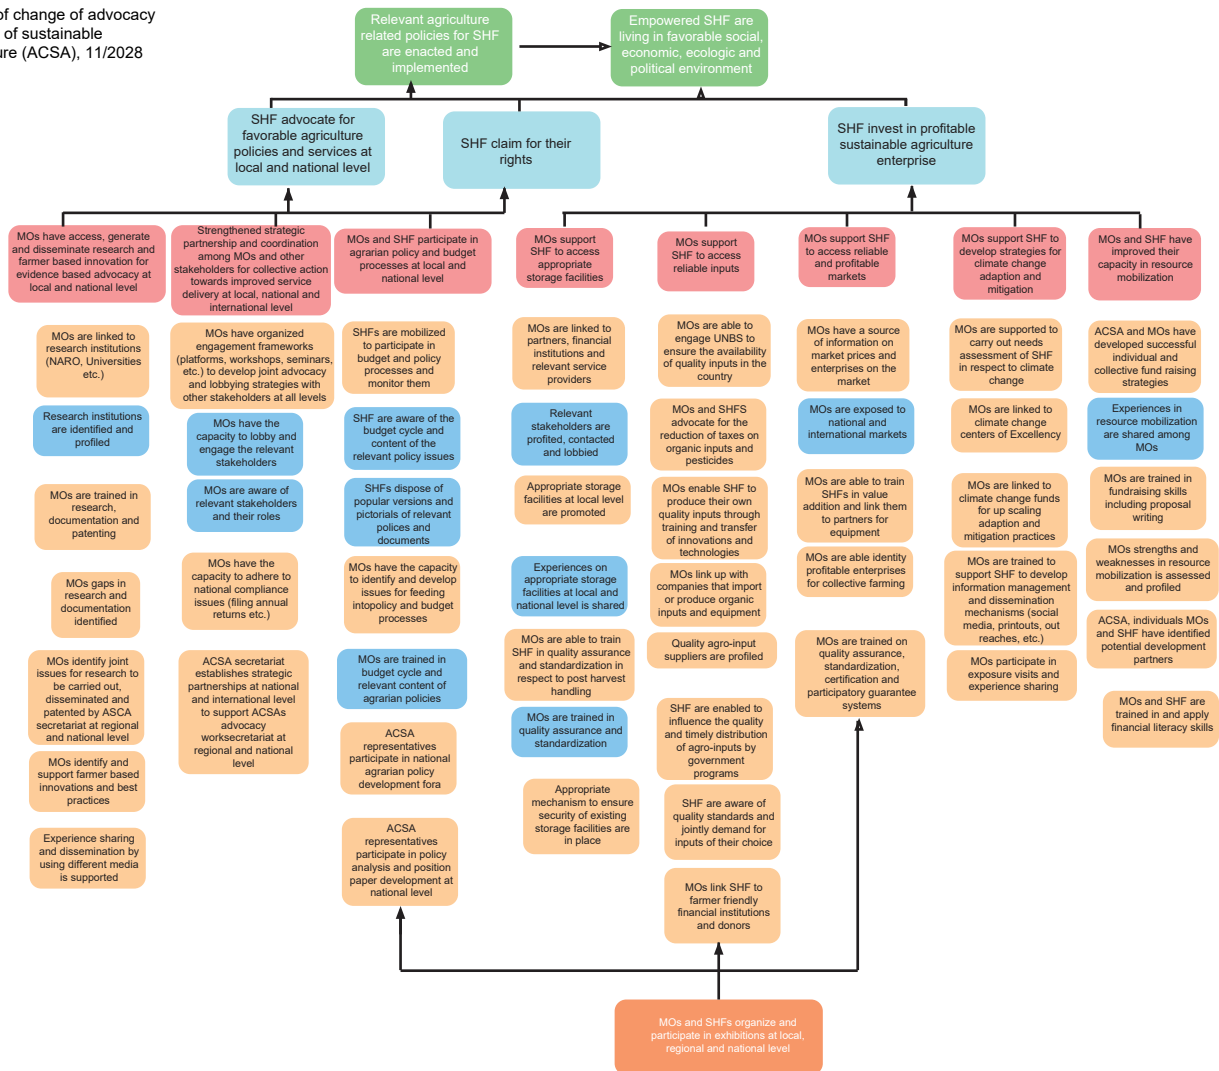 of change of advocacy
of sustainable
ure (ACSA), 11/2028
Relevant agriculture
related policies for SHF
are enacted and
implemented
Empowered SHF are
living in favorable social,
economic, ecologic and
political environment
SHF advocate for
favorable agriculture
policies and services at
local and national level
SHF claim for their
rights
SHF invest in profitable
sustainable agriculture
enterprise
MOs have access, generate
and disseminate research and
farmer based innovation for
evidence based advocacy at
local and national level
Strengthened strategic
partnership and coordination
among MOs and other
stakeholders for collective action
towards improved service
delivery at local, national and
international level
MOs and SHF participate in
agrarian policy and budget
processes at local and
national level
MOs support
SHF to access
appropriate
storage facilities
MOs support
SHF to access
reliable inputs
MOs support SHF
to access reliable
and profitable
markets
MOs support SHF to
develop strategies for
climate change
adaption and
mitigation
MOs and SHF have
improved their
capacity in resource
mobilization
MOs are linked to
research institutions
(NARO, Universities
etc.)
Research institutions
are identified and
profiled
MOs are trained in
research,
documentation and
patenting
MOs gaps in
research and
documentation
identified
MOs identify joint
issues for research to
be carried out,
disseminated and
patented by ASCA
secretariat at regional
and national level
MOs identify and
support farmer based
innovations and best
practices
Experience sharing
and dissemination by
using different media
is supported
MOs have organized
engagement frameworks
(platforms, workshops, seminars,
etc.) to develop joint advocacy
and lobbying strategies with
other stakeholders at all levels
MOs have the
capacity to lobby and
engage the relevant
stakeholders
MOs are aware of
relevant stakeholders
and their roles
MOs have the
capacity to adhere to
national compliance
issues (filing annual
returns etc.)
ACSA secretariat
establishes strategic
partnerships at national
and international level
to support ACSAs
advocacy
worksecretariat at
regional and national
level
SHFs are mobilized
to participate in
budget and policy
processes and
monitor them
SHF are aware of the
budget cycle and
content of the
relevant policy issues
SHFs dispose of
popular versions and
pictorials of relevant
polices and
documents
MOs have the capacity
to identify and develop
issues for feeding
intopolicy and budget
processes
MOs are trained in
budget cycle and
relevant content of
agrarian policies
ACSA
representatives
participate in national
agrarian policy
development fora
ACSA
representatives
participate in policy
analysis and position
paper development at
national level
MOs are linked to
partners, financial
institutions and
relevant service
providers
Relevant
stakeholders are
profited, contacted
and lobbied
Appropriate storage
facilities at local level
are promoted
Experiences on
appropriate storage
facilities at local and
national level is shared
MOs are able to train
SHF in quality assurance
and standardization in
respect to post harvest
handling
MOs are trained in
quality assurance and
standardization
Appropriate
mechanism to ensure
security of existing
storage facilities are
in place
MOs are able to
engage UNBS to
ensure the availability
of quality inputs in the
country
MOs and SHFS
advocate for the
reduction of taxes on
organic inputs and
pesticides
MOs enable SHF to
produce their own
quality inputs through
training and transfer
of innovations and
technologies
MOs link up with
companies that import
or produce organic
inputs and equipment
Quality agro-input
suppliers are profiled
SHF are enabled to
influence the quality
and timely distribution
of agro-inputs by
government
programs
SHF are aware of
quality standards and
jointly demand for
inputs of their choice
MOs link SHF to
farmer friendly
financial institutions
and donors
MOs have a source
of information on
market prices and
enterprises on the
market
MOs are exposed to
national and
international markets
MOs are able to train
SHFs in value
addition and link them
to partners for
equipment
MOs are able identity
profitable enterprises
for collective farming
MOs are trained on
quality assurance,
standardization,
certification and
participatory guarantee
systems
MOs are supported to
carry out needs
assessment of SHF
in respect to climate
change
MOs are linked to
climate change
centers of Excellency
MOs are linked to
climate change funds
for up scaling
adaption and
mitigation practices
MOs are trained to
support SHF to develop
information management
and dissemination
mechanisms (social
media, printouts, out
reaches, etc.)
MOs participate in
exposure visits and
experience sharing
ACSA and MOs have
developed successful
individual and
collective fund raising
strategies
Experiences in
resource mobilization
are shared among
MOs
MOs are trained in
fundraising skills
including proposal
writing
MOs strengths and
weaknesses in resource
mobilization is assessed
and profiled
ACSA, individuals MOs
and SHF have identified
potential development
partners
MOs and SHF are
trained in and apply
financial literacy skills
MOs and SHFs organize and
participate in exhibitions at local,
regional and national level